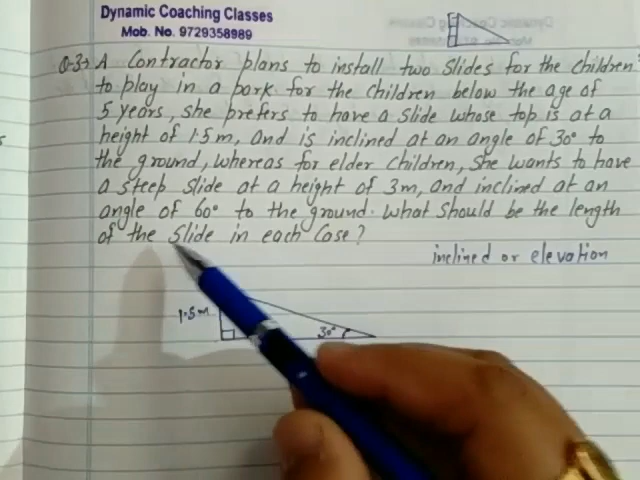 Dynamic Coaching Classes
Mob. No. 9729358989
Q-3→ A Contractor plans to install two slides for the children
to play in a park for the children below the age of
5 years, she prefers to have a slide whose top is at a
height of 1.5 m, and is inclined at an angle of 30° to
the ground, whereas for elder children, she wants to have
a steep slide at a height of 3m, and inclined at an
angle of 60° to the ground. What should be the length
of the slide in each case?
inclined or elevation
1.5 m
30°